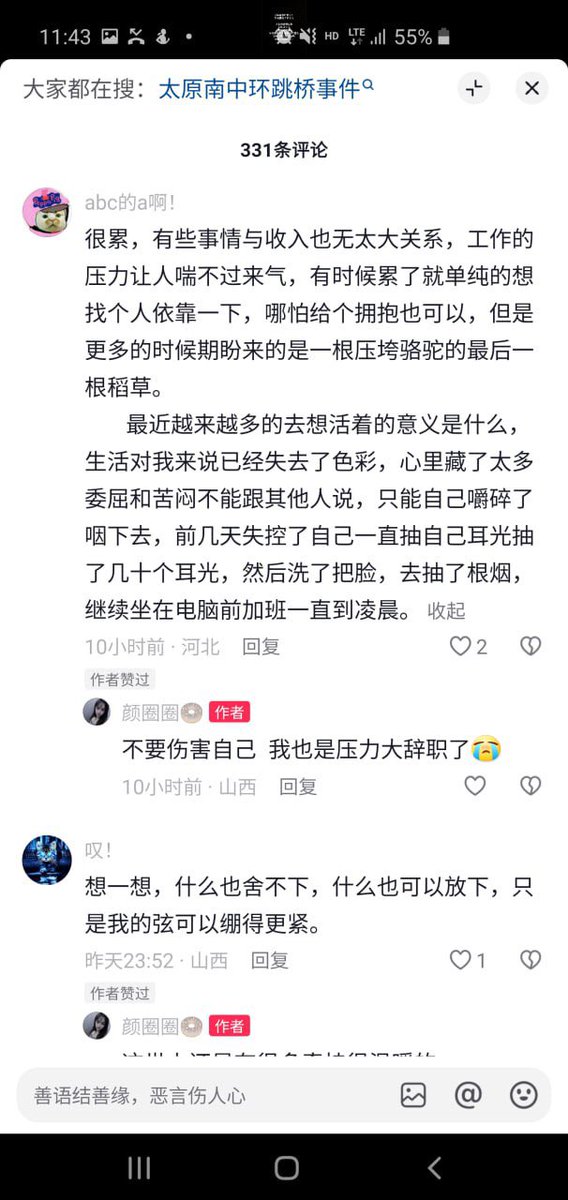 11:43
HD
LTE
55%
大家都在搜：太原南中环跳桥事件
331条评论
abc的a啊！
很累，有些事情与收入也无太大关系，工作的
压力让人喘不过来气，有时候累了就单纯的想
找个人依靠一下，哪怕给个拥抱也可以，但是
更多的时候期盼来的是一根压垮骆驼的最后一
根稻草。
最近越来越多的去想活着的意义是什么，
生活对我来说已经失去了色彩，心里藏了太多
委屈和苦闷不能跟其他人说，只能自己嚼碎了
咽下去，前几天失控了自己一直抽自己耳光抽
了几十个耳光，然后洗了把脸，去抽了根烟，
继续坐在电脑前加班一直到凌晨。 收起
10小时前 · 河北 回复 2
作者赞过
颜圈圈🍩 作者
不要伤害自己 我也是压力大辞职了😭
10小时前 · 山西 回复
叹！
想一想，什么也舍不下，什么也可以放下，只
是我的弦可以绷得更紧。
昨天23:52 · 山西 回复 1
作者赞过
颜圈圈🍩 作者
善语结善缘，恶言伤人心